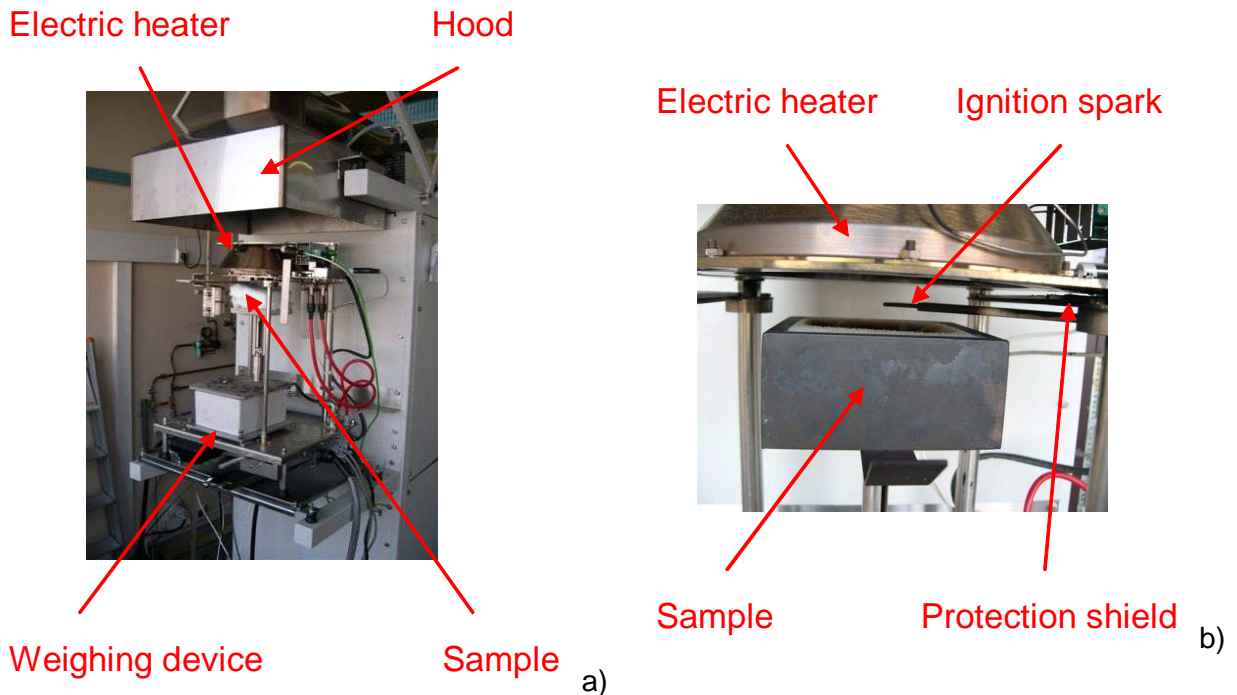 Electric heater
Hood
Weighing device
Sample
a)
Electric heater
Ignition spark
Sample
Protection shield
b)